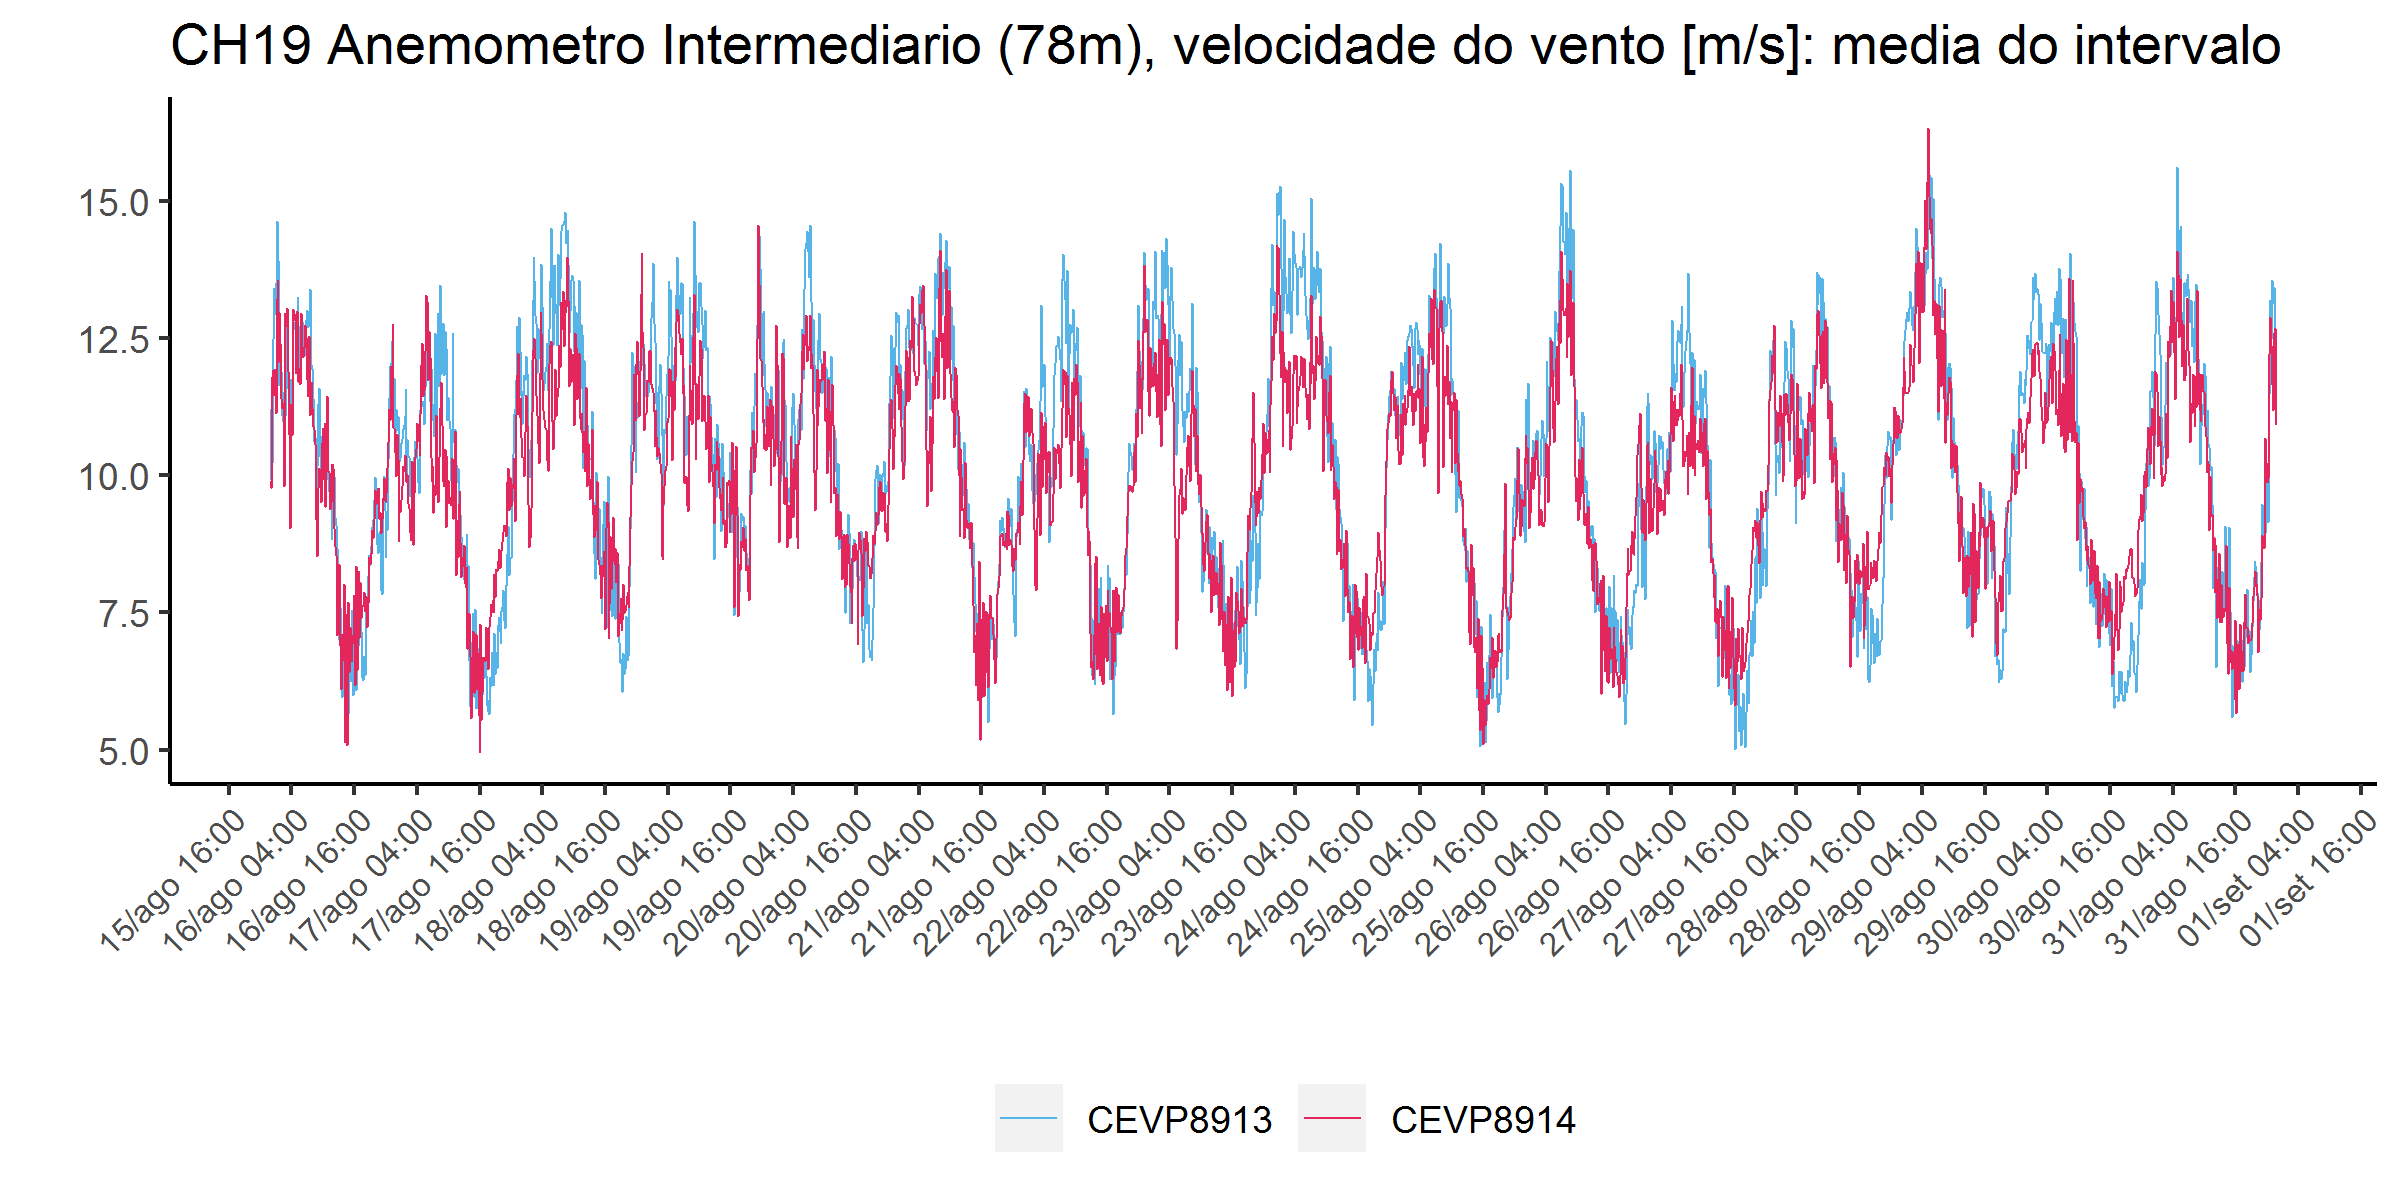 CH19 Anemometro Intermediario (78m), velocidade do vento [m/s]: media do intervalo
15.0
12.5
10.0
7.5
5.0
15/ago 16:00
16/ago 04:00
16/ago 16:00
17/ago 04:00
17/ago 16:00
18/ago 04:00
18/ago 16:00
19/ago 04:00
19/ago 16:00
20/ago 04:00
20/ago 16:00
21/ago 04:00
21/ago 16:00
22/ago 04:00
22/ago 16:00
23/ago 04:00
23/ago 16:00
24/ago 04:00
24/ago 16:00
25/ago 04:00
25/ago 16:00
26/ago 04:00
26/ago 16:00
27/ago 04:00
27/ago 16:00
28/ago 04:00
28/ago 16:00
29/ago 04:00
29/ago 16:00
30/ago 04:00
30/ago 16:00
31/ago 04:00
31/ago 16:00
01/set 04:00
01/set 16:00
CEVP8913 CEVP8914